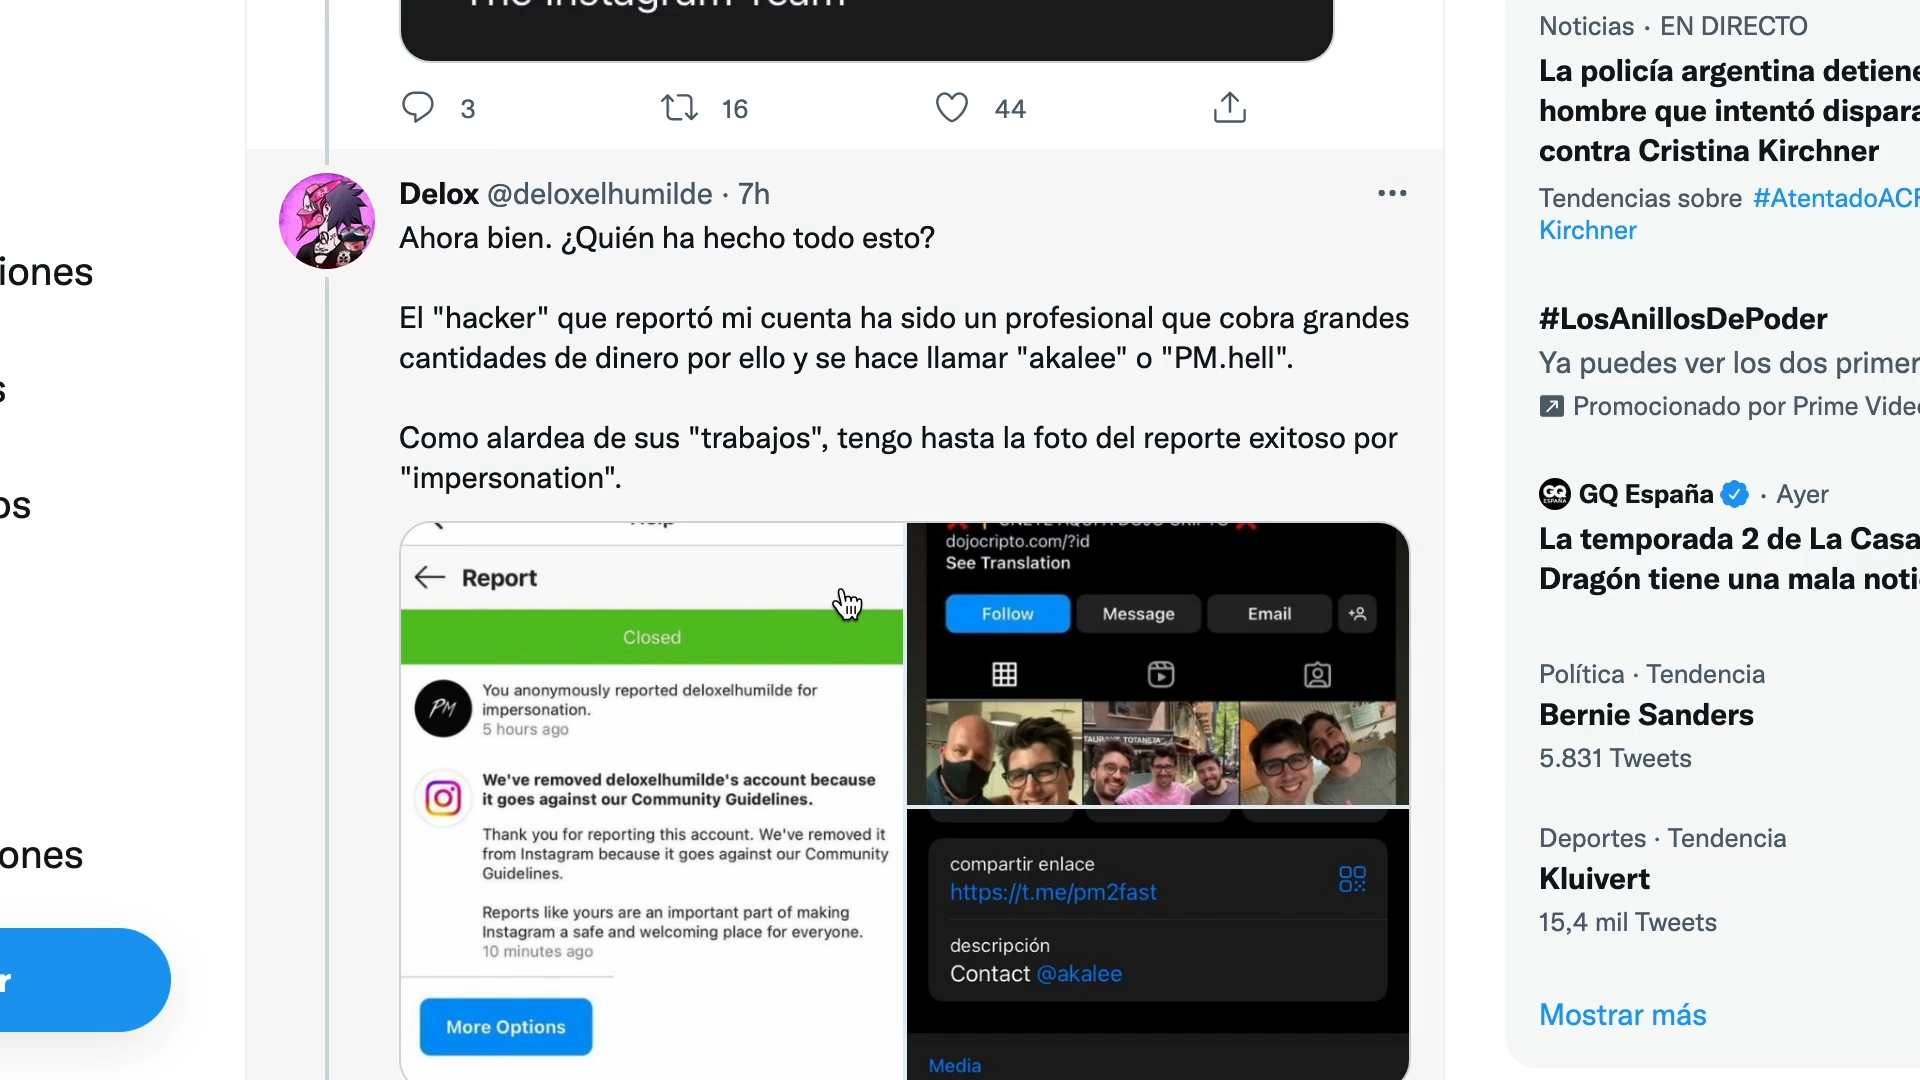 3
16
44
Delox @deloxelhumilde · 7h
Ahora bien. ¿Quién ha hecho todo esto?
El "hacker" que reportó mi cuenta ha sido un profesional que cobra grandes
cantidades de dinero por ello y se hace llamar "akalee" o "PM.hell".
Como alardea de sus "trabajos", tengo hasta la foto del reporte exitoso por
"impersonation".
Report
Closed
PM
You anonymously reported deloxelhumilde for
impersonation.
5 hours ago
We've removed deloxelhumilde's account because
it goes against our Community Guidelines.
Thank you for reporting this account. We've removed it
from Instagram because it goes against our Community
Guidelines.
Reports like yours are an important part of making
Instagram a safe and welcoming place for everyone.
10 minutes ago
More Options
dojocripto.com/?id
See Translation
Follow
Message
Email
compartir enlace
https://t.me/pm2fast
descripción
Contact @akalee
Media
iones
s
os
ones
r
Noticias · EN DIRECTO
La policía argentina detiene
hombre que intentó dispara
contra Cristina Kirchner
Tendencias sobre #AtentadoACF
Kirchner
#LosAnillosDePoder
Ya puedes ver los dos primer
Promocionado por Prime Vide
GQ España · Ayer
La temporada 2 de La Casa
Dragón tiene una mala noti
Política · Tendencia
Bernie Sanders
5.831 Tweets
Deportes · Tendencia
Kluivert
15,4 mil Tweets
Mostrar más